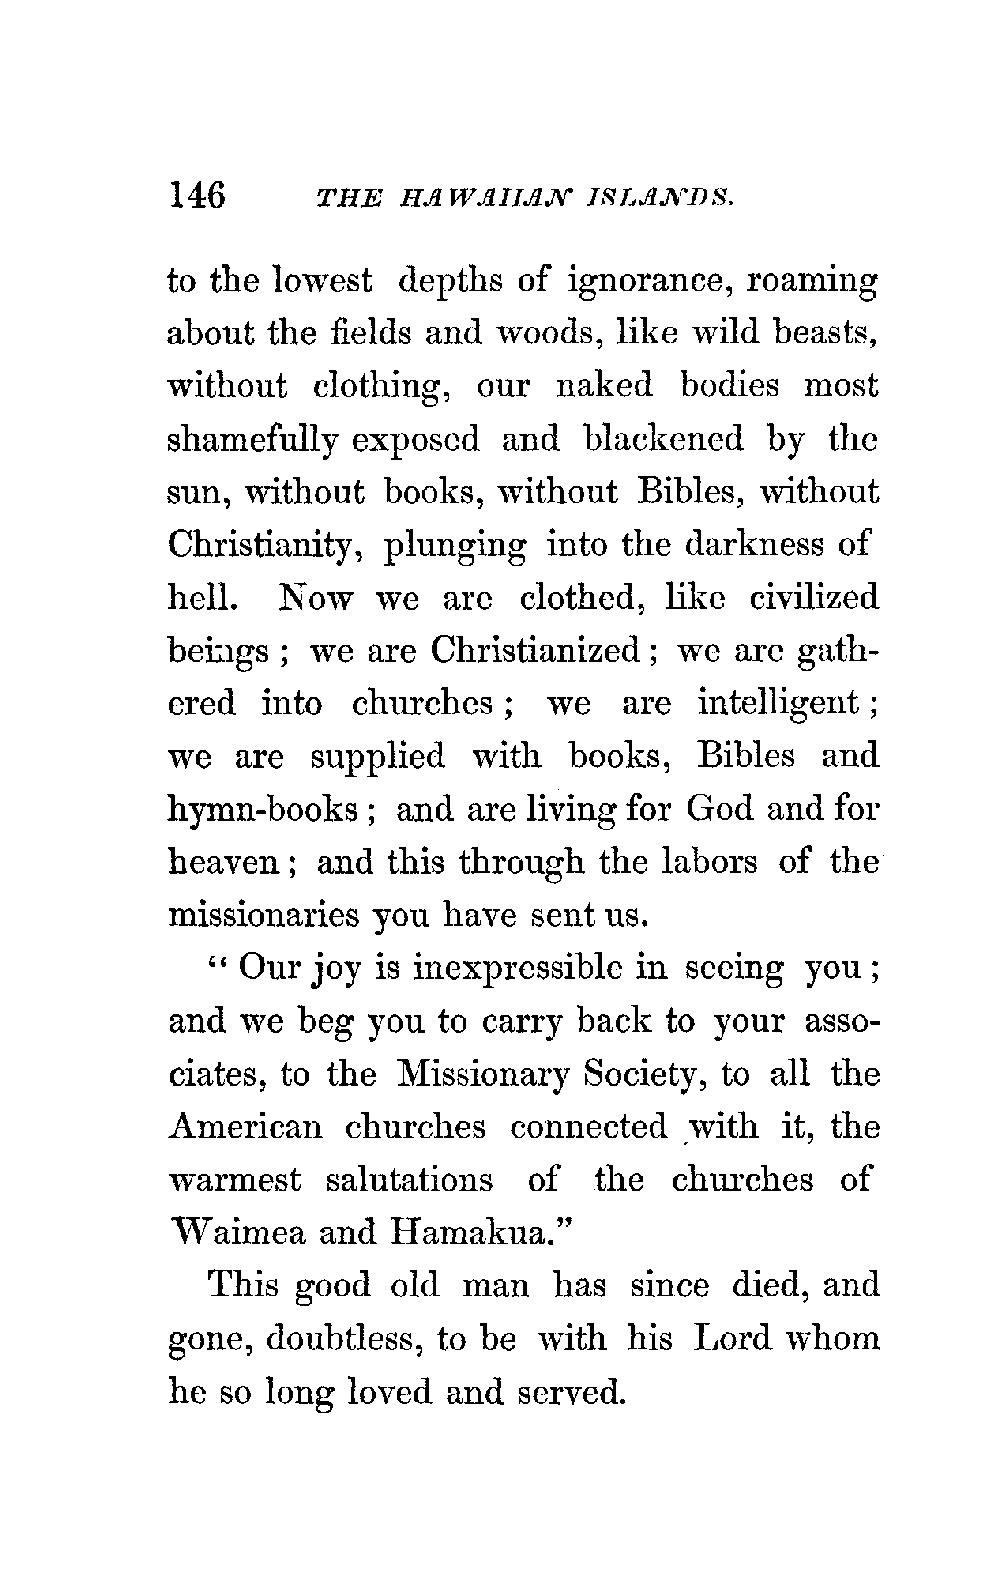 146 THE HAWAIIAN ISLANDS.
to the lowest depths of ignorance, roaming
about the fields and woods, like wild beasts,
without clothing, our naked bodies most
shamefully exposed and blackened by the
sun, without books, without Bibles, without
Christianity, plunging into the darkness of
hell. Now we are clothed, like civilized
beings ; we are Christianized ; we are gath-
ered into churches ; we are intelligent ;
we are supplied with books, Bibles and
hymn-books ; and are living for God and for
heaven ; and this through the labors of the
missionaries you have sent us.
“ Our joy is inexpressible in seeing you ;
and we beg you to carry back to your asso-
ciates, to the Missionary Society, to all the
American churches connected with it, the
warmest salutations of the churches of
Waimea and Hamakua.”
This good old man has since died, and
gone, doubtless, to be with his Lord whom
he so long loved and served.